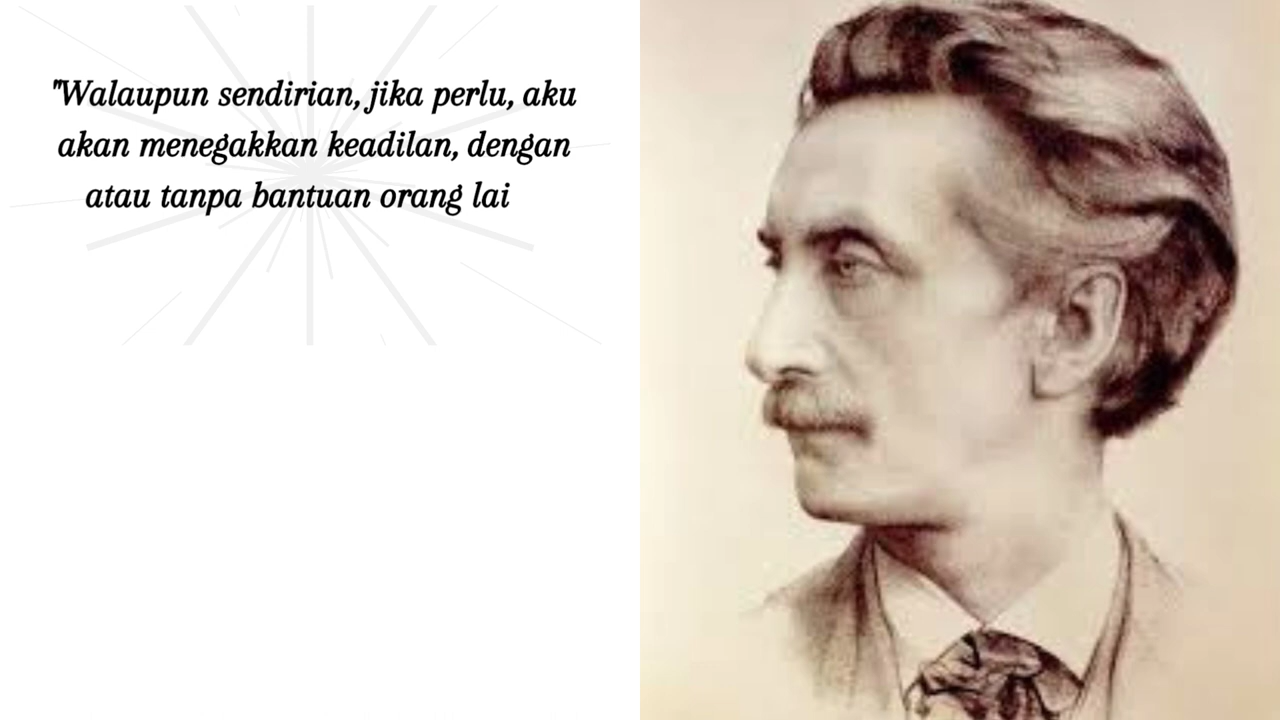 "Walaupun sendirian, jika perlu, aku
akan menegakkan keadilan, dengan
atau tanpa bantuan orang lai